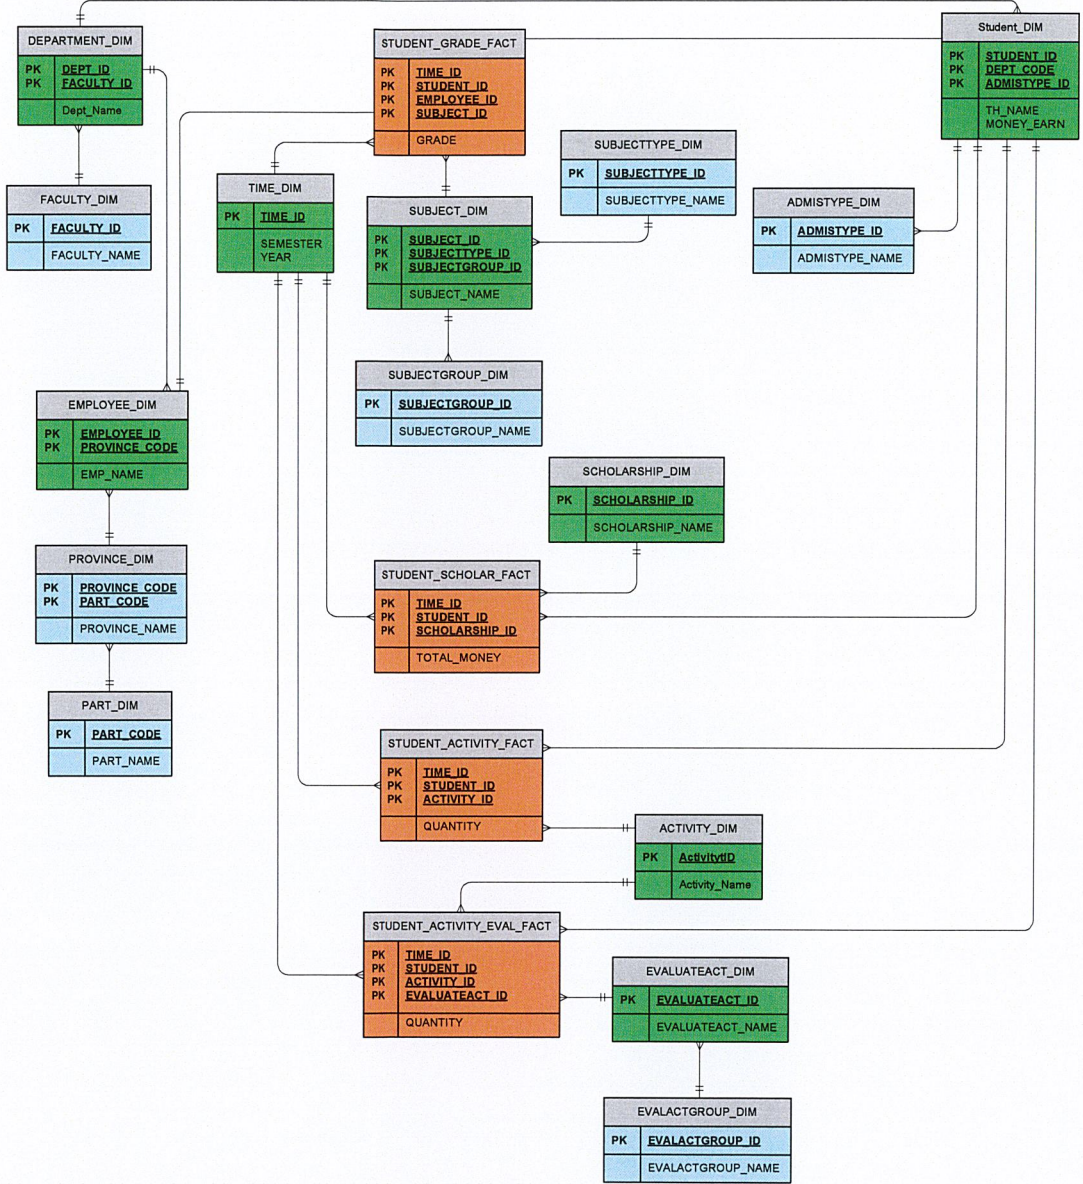 DEPARTMENT_DIM
PK DEPT_ID
PK FACULTY_ID
Dept_Name
STUDENT_GRADE_FACT
PK TIME_ID
PK STUDENT_ID
PK EMPLOYEE_ID
PK SUBJECT_ID
GRADE
Student_DIM
PK STUDENT_ID
PK DEPT_CODE
PK ADMISTYPE_ID
TH_NAME
MONEY_EARN
FACULTY_DIM
PK FACULTY_ID
FACULTY_NAME
TIME_DIM
PK TIME_ID
SEMESTER
YEAR
SUBJECTTYPE_DIM
PK SUBJECTTYPE_ID
SUBJECTTYPE_NAME
SUBJECT_DIM
PK SUBJECT_ID
PK SUBJECTTYPE_ID
PK SUBJECTGROUP_ID
SUBJECT_NAME
ADMISTYPE_DIM
PK ADMISTYPE_ID
ADMISTYPE_NAME
SUBJECTGROUP_DIM
PK SUBJECTGROUP_ID
SUBJECTGROUP_NAME
EMPLOYEE_DIM
PK EMPLOYEE_ID
PK PROVINCE_CODE
EMP_NAME
SCHOLARSHIP_DIM
PK SCHOLARSHIP_ID
SCHOLARSHIP_NAME
PROVINCE_DIM
PK PROVINCE_CODE
PK PART_CODE
PROVINCE_NAME
STUDENT_SCHOLAR_FACT
PK TIME_ID
PK STUDENT_ID
PK SCHOLARSHIP_ID
TOTAL_MONEY
PART_DIM
PK PART_CODE
PART_NAME
STUDENT_ACTIVITY_FACT
PK TIME_ID
PK STUDENT_ID
PK ACTIVITY_ID
QUANTITY
ACTIVITY_DIM
PK ActivitytID
Activity_Name
STUDENT_ACTIVITY_EVAL_FACT
PK TIME_ID
PK STUDENT_ID
PK ACTIVITY_ID
PK EVALUATEACT_ID
QUANTITY
EVALUATEACT_DIM
PK EVALUATEACT_ID
EVALUATEACT_NAME
EVALACTGROUP_DIM
PK EVALACTGROUP_ID
EVALACTGROUP_NAME